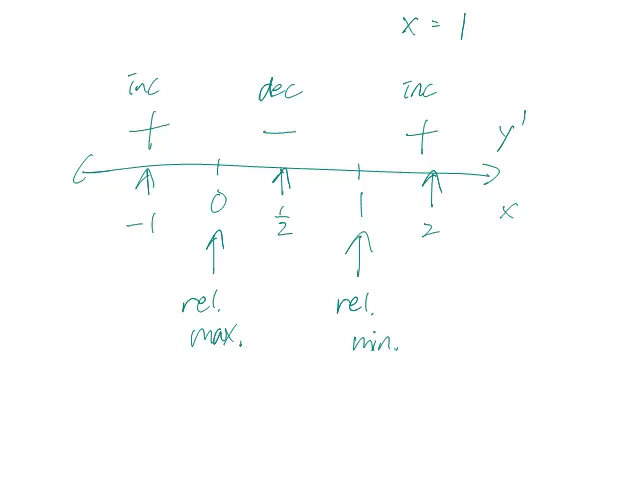 x = 1
inc dec inc
+ − + y'
-1 0 1/2 1 2 x
rel. rel.
max. min.